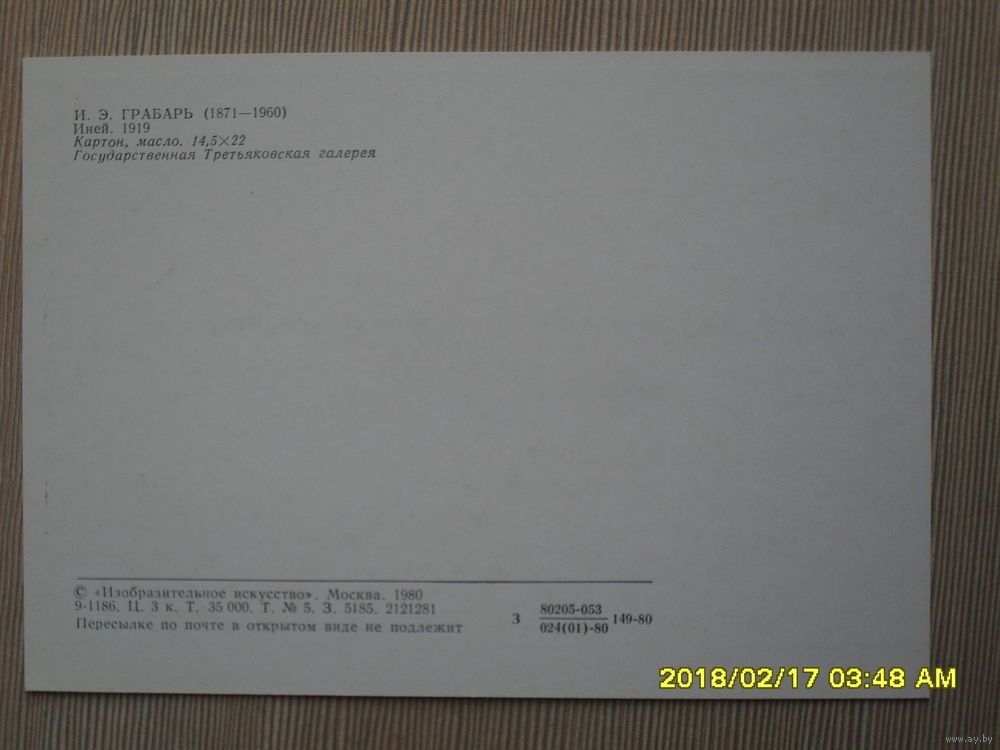 И. Э. ГРАБАРЬ (1871—1960)
Иней. 1919
Картон, масло. 14,5×22
Государственная Третьяковская галерея
© «Изобразительное искусство». Москва. 1980
9-1186. Ц. 3 к. Т. 35 000. Т. № 5. З. 5185. 2121281
Пересылке по почте в открытом виде не подлежит
З 80205-053 149-80
024(01)-80
2018/02/17 03:48 AM
www.ay.by